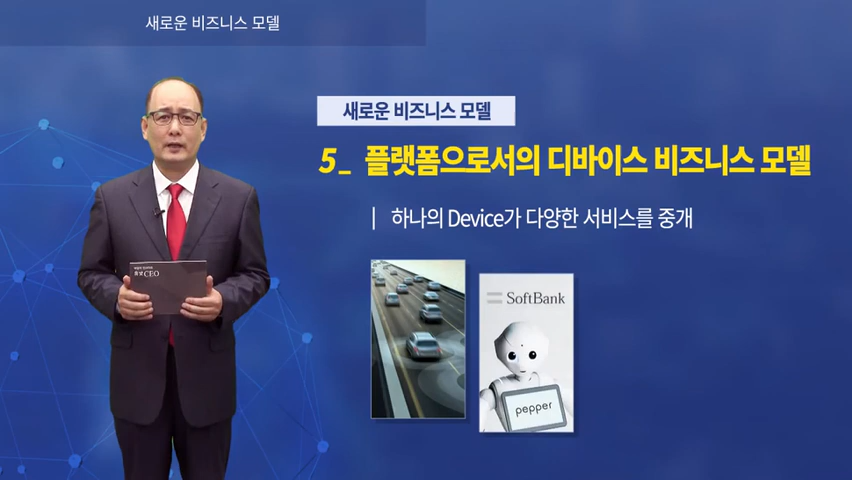 새로운 비즈니스 모델
새로운 비즈니스 모델
5_ 플랫폼으로서의 디바이스 비즈니스 모델
| 하나의 Device가 다양한 서비스를 중개
SoftBank
pepper
CEO